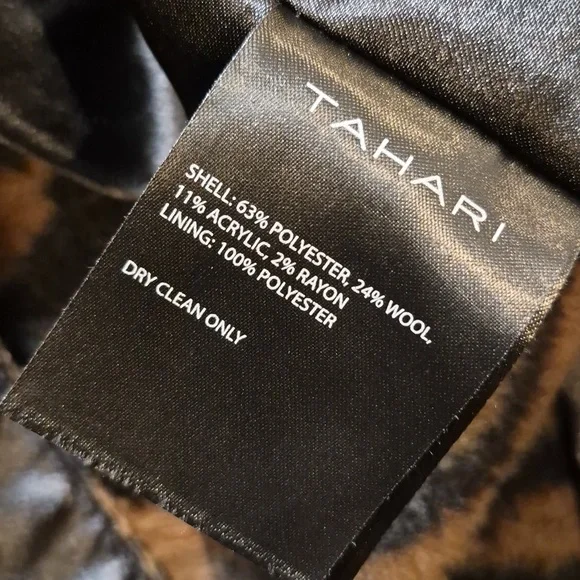 TAHARI
SHELL: 63% POLYESTER, 24% WOOL,
11% ACRYLIC, 2% RAYON
LINING: 100% POLYESTER
DRY CLEAN ONLY